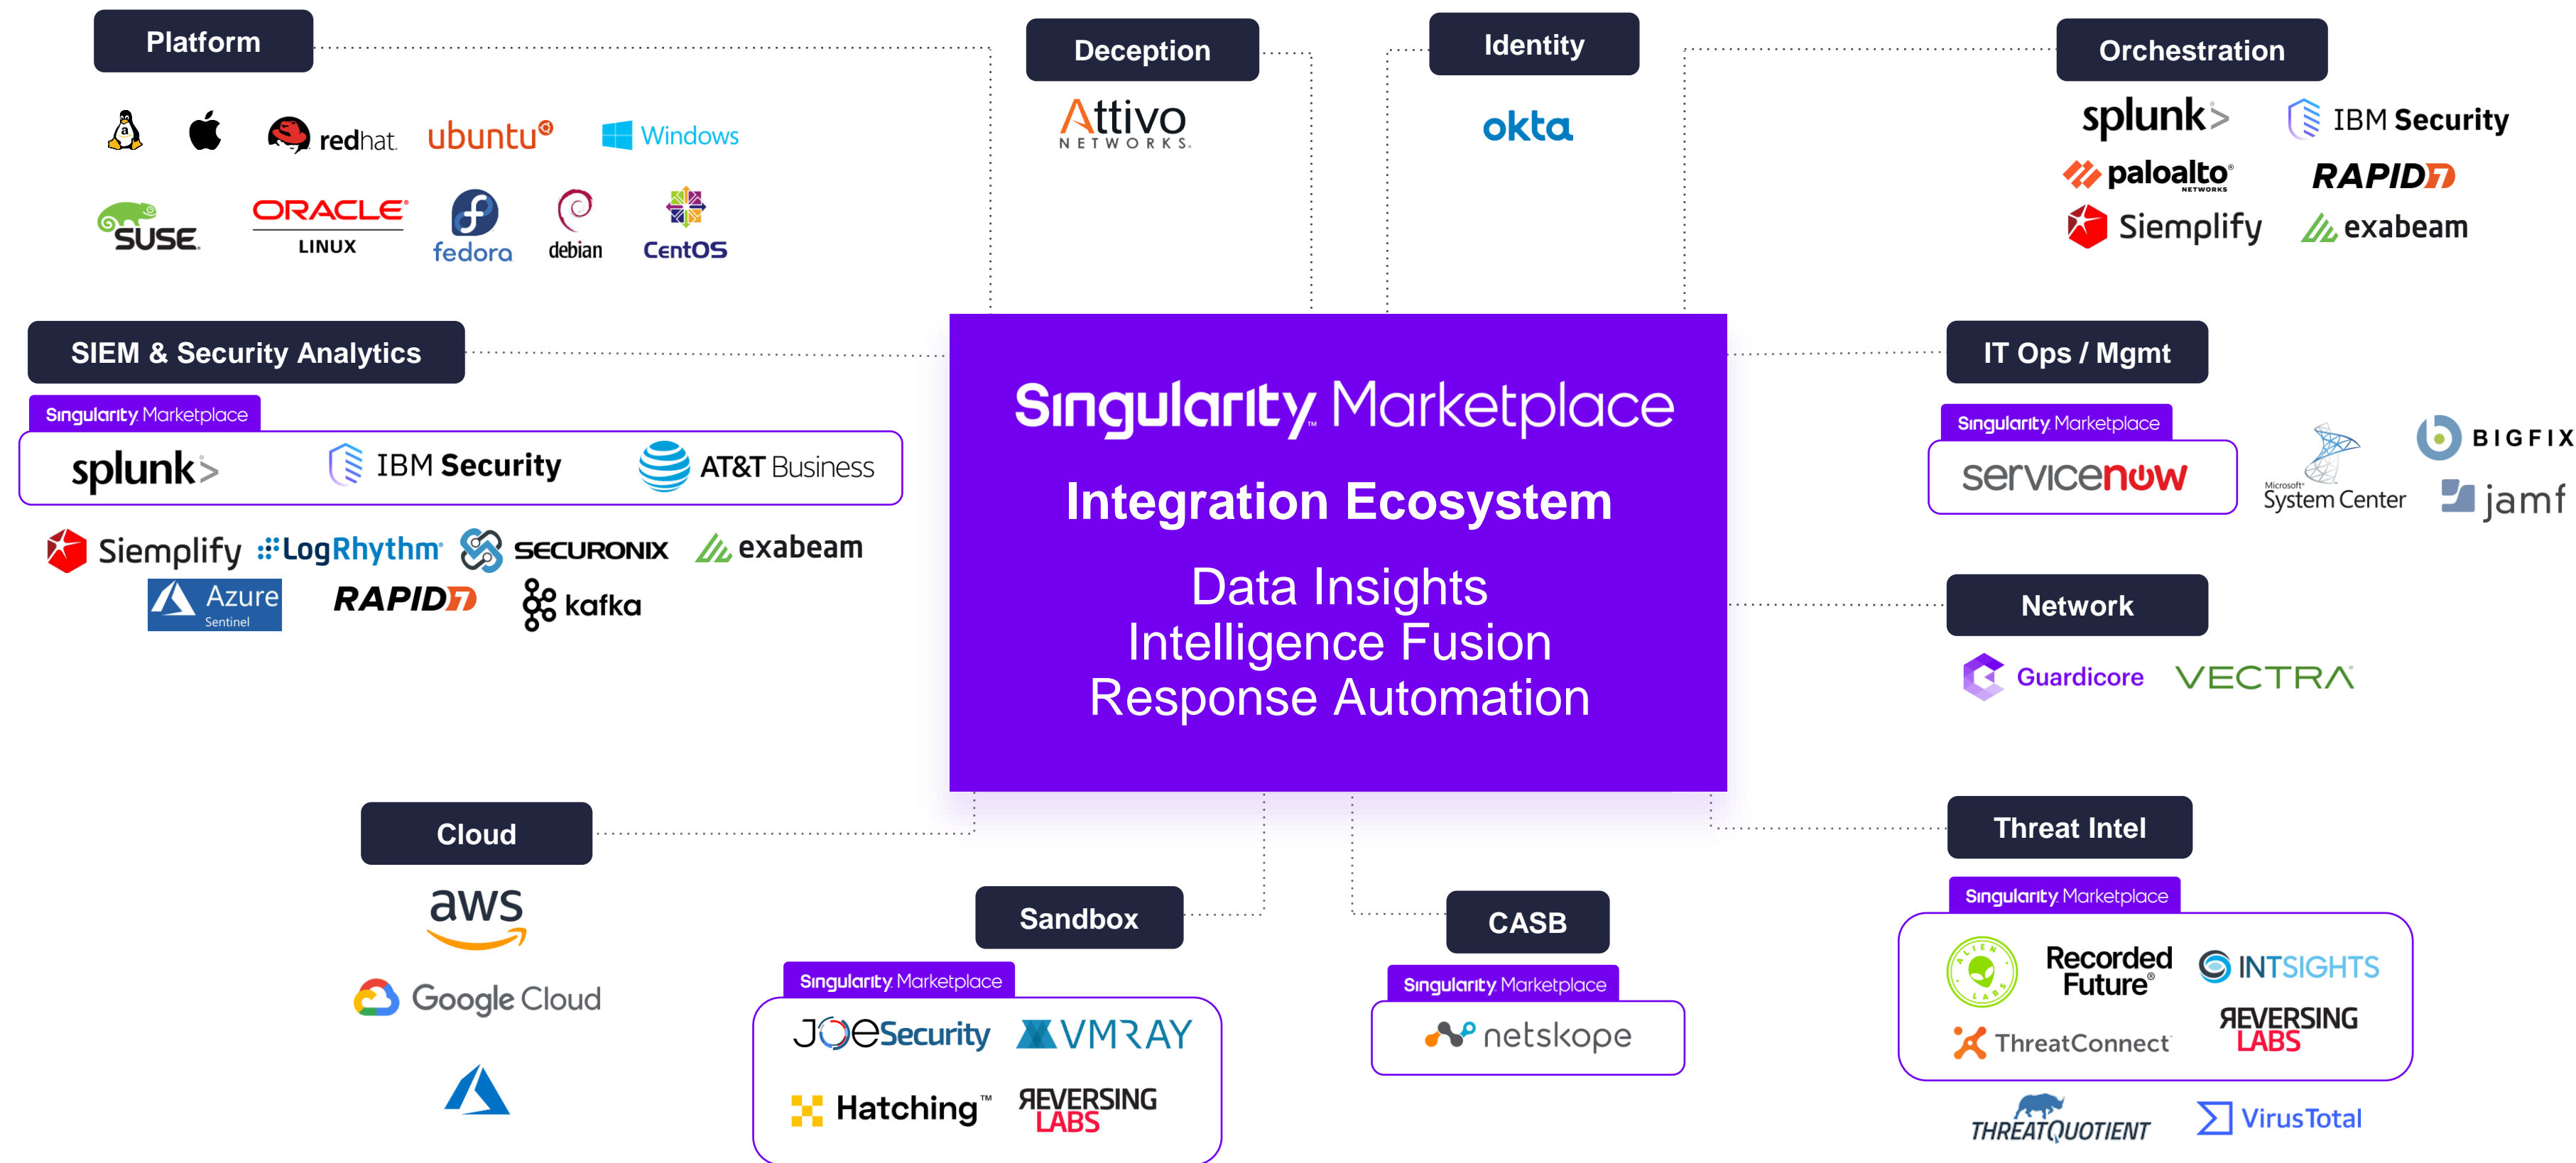 Platform
redhat.
ubuntu
Windows
SUSE.
ORACLE
LINUX
fedora
debian
CentOS
Deception
Attivo
NETWORKS.
Identity
okta
Orchestration
splunk>
IBM Security
paloalto
NETWORKS
RAPID7
Siemplify
exabeam
SIEM & Security Analytics
Singularity Marketplace
splunk>
IBM Security
AT&T Business
Siemplify
LogRhythm
SECURONIX
exabeam
Azure
Sentinel
RAPID7
kafka
Singularity™ Marketplace
Integration Ecosystem
Data Insights
Intelligence Fusion
Response Automation
IT Ops / Mgmt
Singularity Marketplace
servicenow
Microsoft
System Center
BIGFIX
jamf
Network
Guardicore
VECTRA
Cloud
aws
Google Cloud
Sandbox
Singularity Marketplace
JOeSecurity
VMRAY
Hatching™
REVERSING
LABS
CASB
Singularity Marketplace
netskope
Threat Intel
Singularity Marketplace
ALIEN
LABS
Recorded
Future®
INTSIGHTS
ThreatConnect
REVERSING
LABS
THREATQUOTIENT
VirusTotal